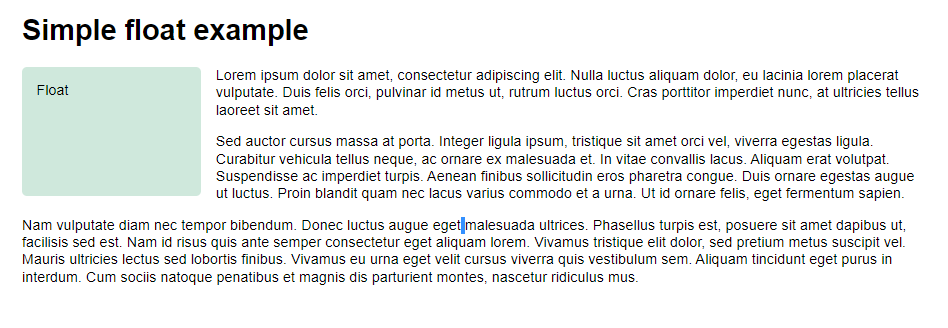 Simple float example
Float
Lorem ipsum dolor sit amet, consectetur adipiscing elit. Nulla luctus aliquam dolor, eu lacinia lorem placerat
vulputate. Duis felis orci, pulvinar id metus ut, rutrum luctus orci. Cras porttitor imperdiet nunc, at ultricies tellus
laoreet sit amet.
Sed auctor cursus massa at porta. Integer ligula ipsum, tristique sit amet orci vel, viverra egestas ligula.
Curabitur vehicula tellus neque, ac ornare ex malesuada et. In vitae convallis lacus. Aliquam erat volutpat.
Suspendisse ac imperdiet turpis. Aenean finibus sollicitudin eros pharetra congue. Duis ornare egestas augue
ut luctus. Proin blandit quam nec lacus varius commodo et a urna. Ut id ornare felis, eget fermentum sapien.
Nam vulputate diam nec tempor bibendum. Donec luctus augue eget malesuada ultrices. Phasellus turpis est, posuere sit amet dapibus ut,
facilisis sed est. Nam id risus quis ante semper consectetur eget aliquam lorem. Vivamus tristique elit dolor, sed pretium metus suscipit vel.
Mauris ultricies lectus sed lobortis finibus. Vivamus eu urna eget velit cursus viverra quis vestibulum sem. Aliquam tincidunt eget purus in
interdum. Cum sociis natoque penatibus et magnis dis parturient montes, nascetur ridiculus mus.